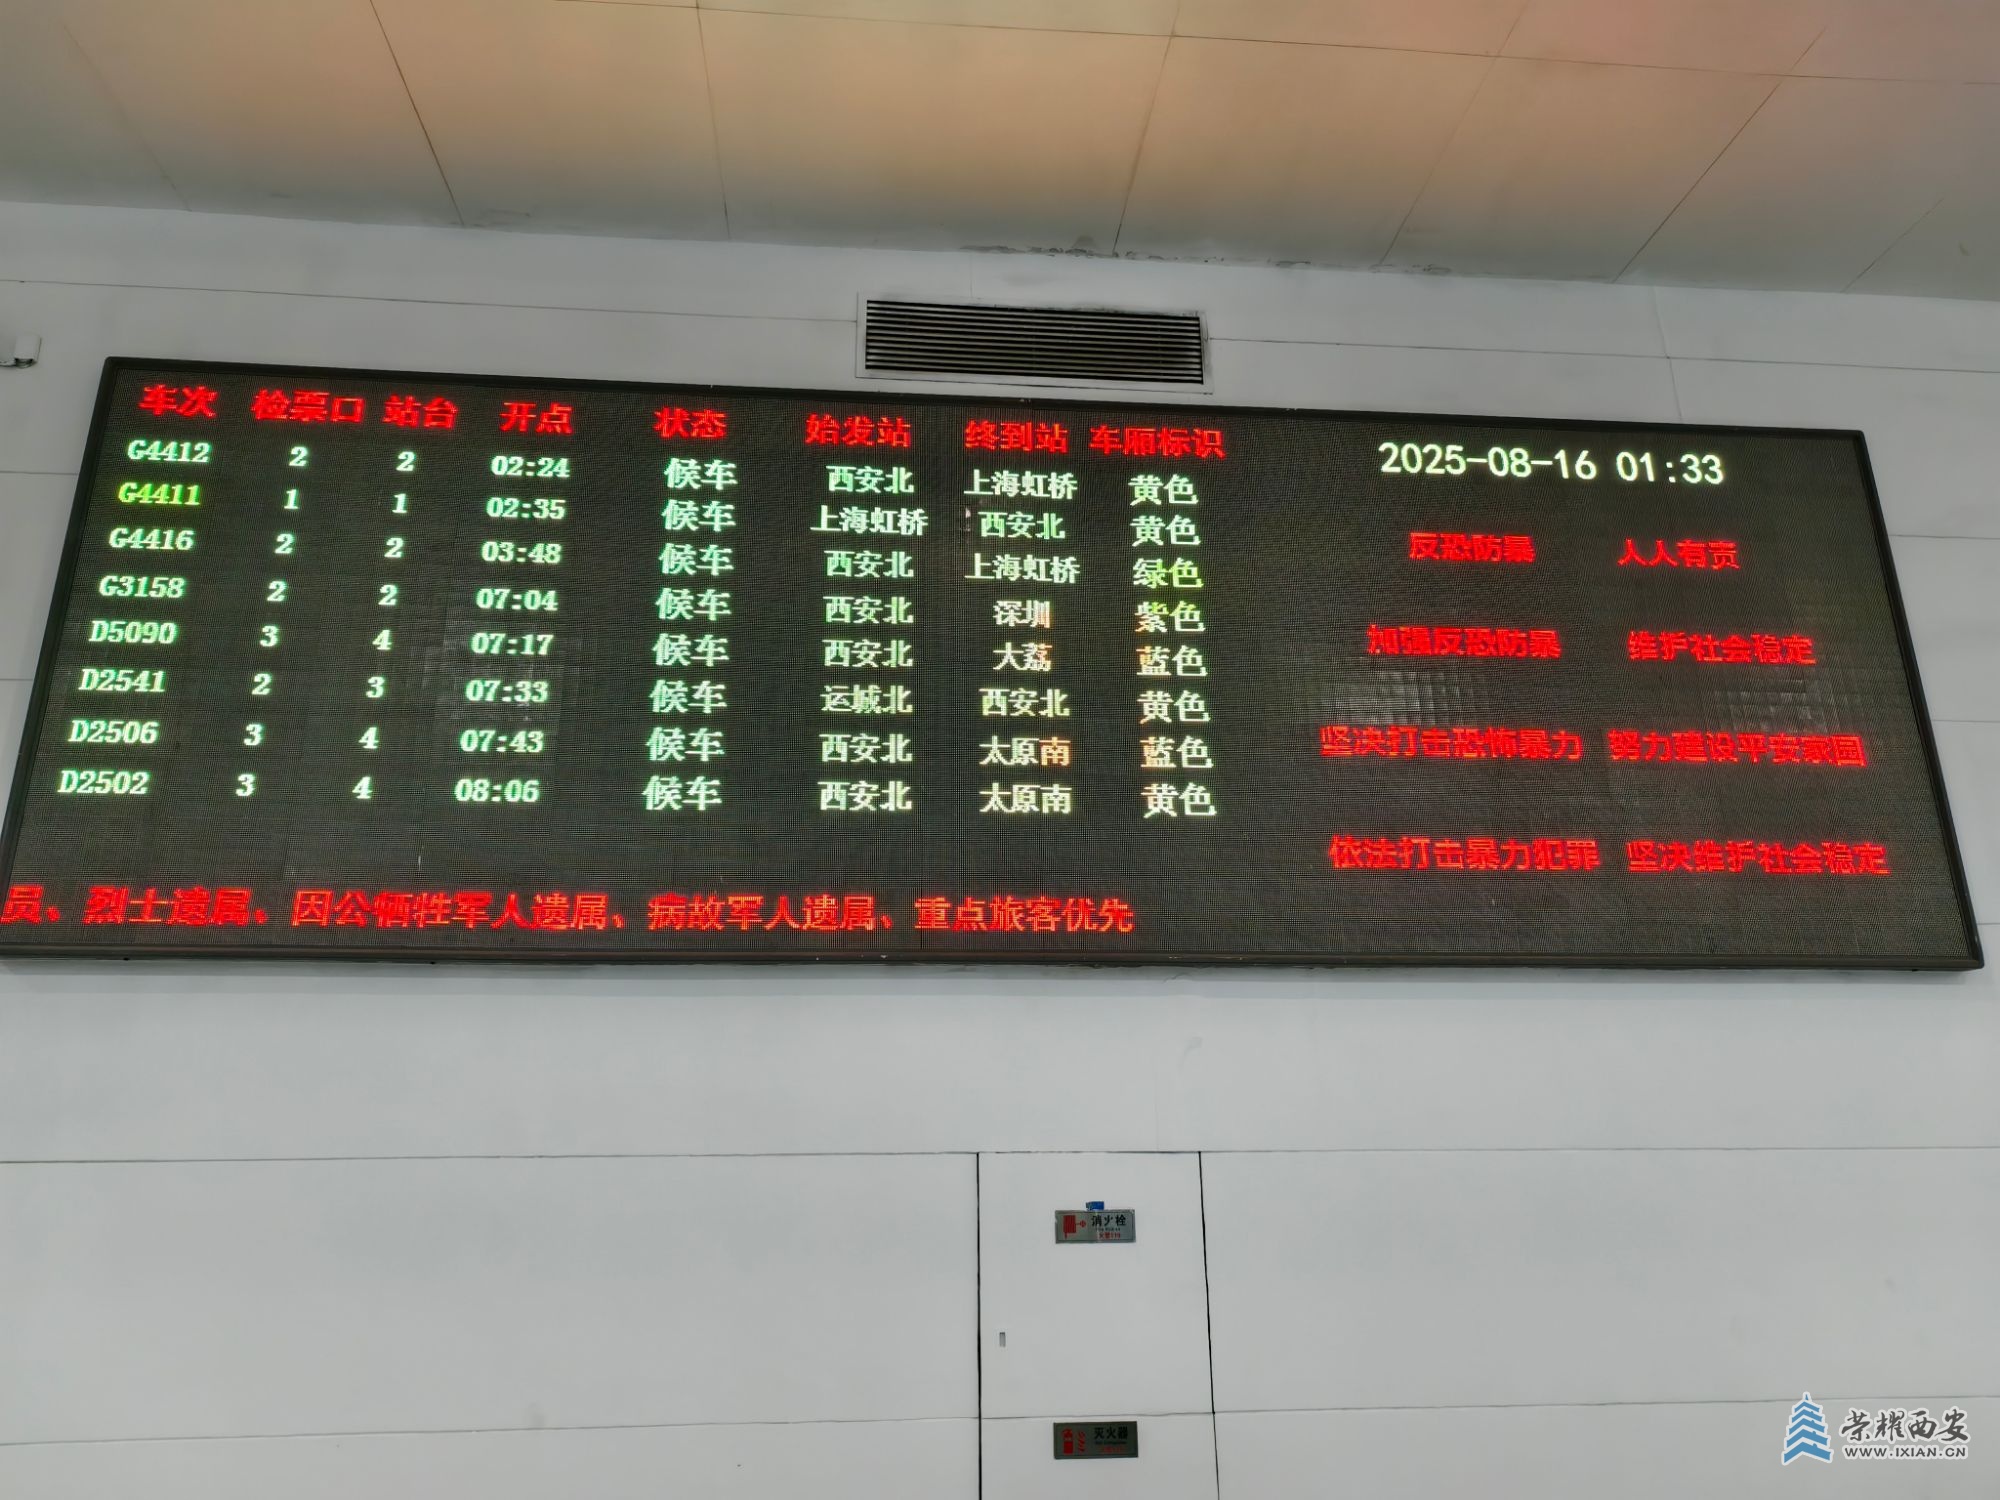 车次 检票口 站台 开点 状态 始发站 终到站 车厢标识
G4412 2 2 02:24 候车 西安北 上海虹桥 黄色
G4411 1 1 02:35 候车 上海虹桥 西安北 黄色
G4416 2 2 03:48 候车 西安北 上海虹桥 绿色
G3158 2 2 07:04 候车 西安北 深圳 紫色
D5090 3 4 07:17 候车 西安北 大荔 蓝色
D2541 2 3 07:33 候车 运城北 西安北 黄色
D2506 3 4 07:43 候车 西安北 太原南 蓝色
D2502 3 4 08:06 候车 西安北 太原南 黄色
员、烈士遗属、因公牺牲军人遗属、病故军人遗属、重点旅客优先
2025-08-16 01:33
反恐防暴 人人有责
加强反恐防暴 维护社会稳定
坚决打击恐怖暴力 努力建设平安家园
依法打击暴力犯罪 坚决维护社会稳定
消火栓
火警119
灭火器
荣耀西安
WWW.IXIAN.CN